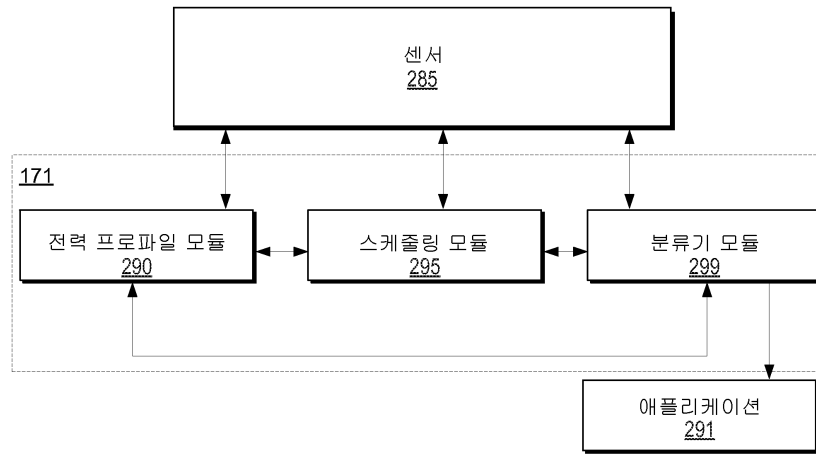 센서
285
171
전력 프로파일 모듈
290
스케줄링 모듈
295
분류기 모듈
299
애플리케이션
291